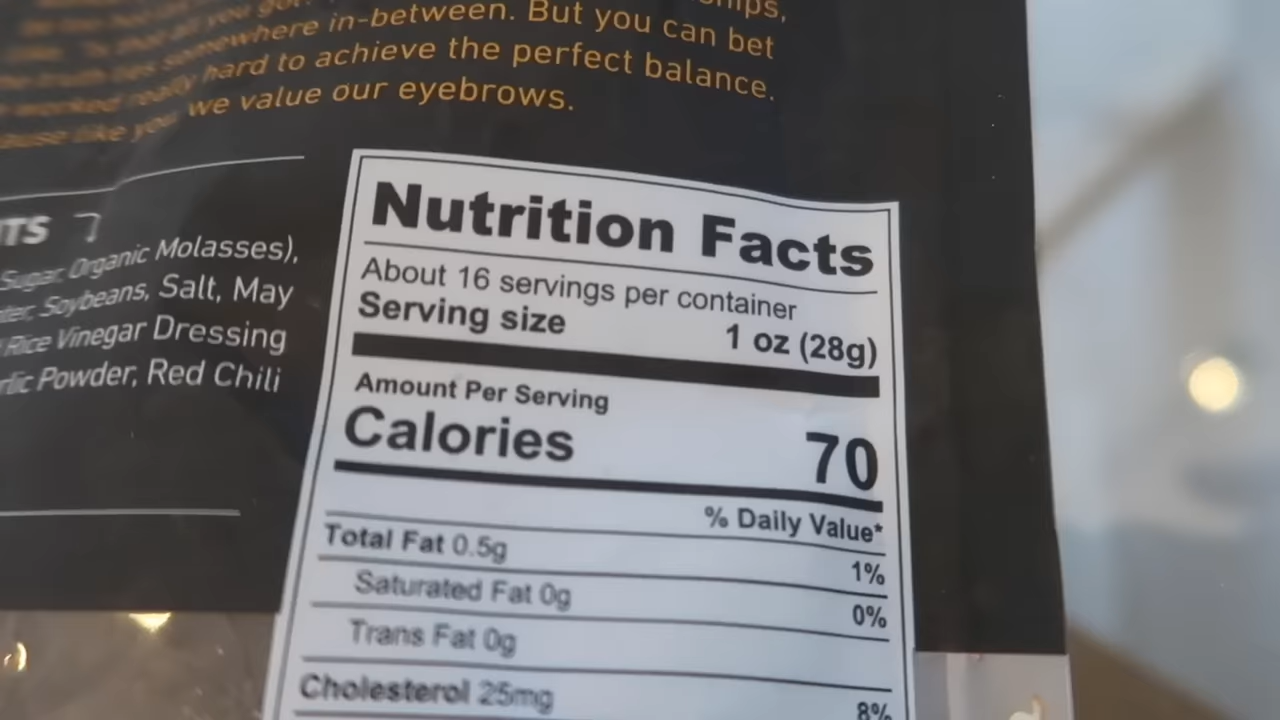 somewhere in-between. But you can bet
really hard to achieve the perfect balance.
we value our eyebrows.
Sugar, Organic Molasses),
Soybeans, Salt, May
Rice Vinegar Dressing
Powder, Red Chili
Nutrition Facts
About 16 servings per container
Serving size 1 oz (28g)
Amount Per Serving
Calories 70
% Daily Value*
Total Fat 0.5g 1%
Saturated Fat 0g 0%
Trans Fat 0g
Cholesterol 25mg 8%